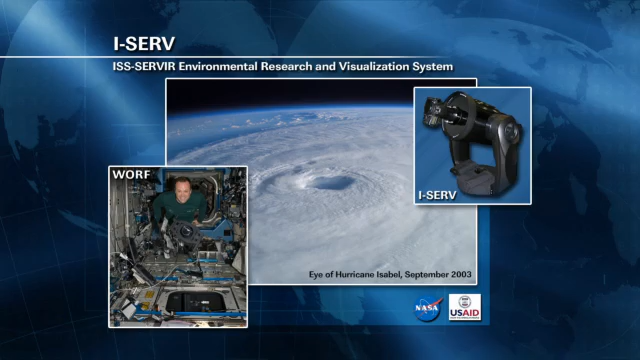 I-SERV
ISS-SERVIR Environmental Research and Visualization System
WORF
I-SERV
Eye of Hurricane Isabel, September 2003
NASA
USAID